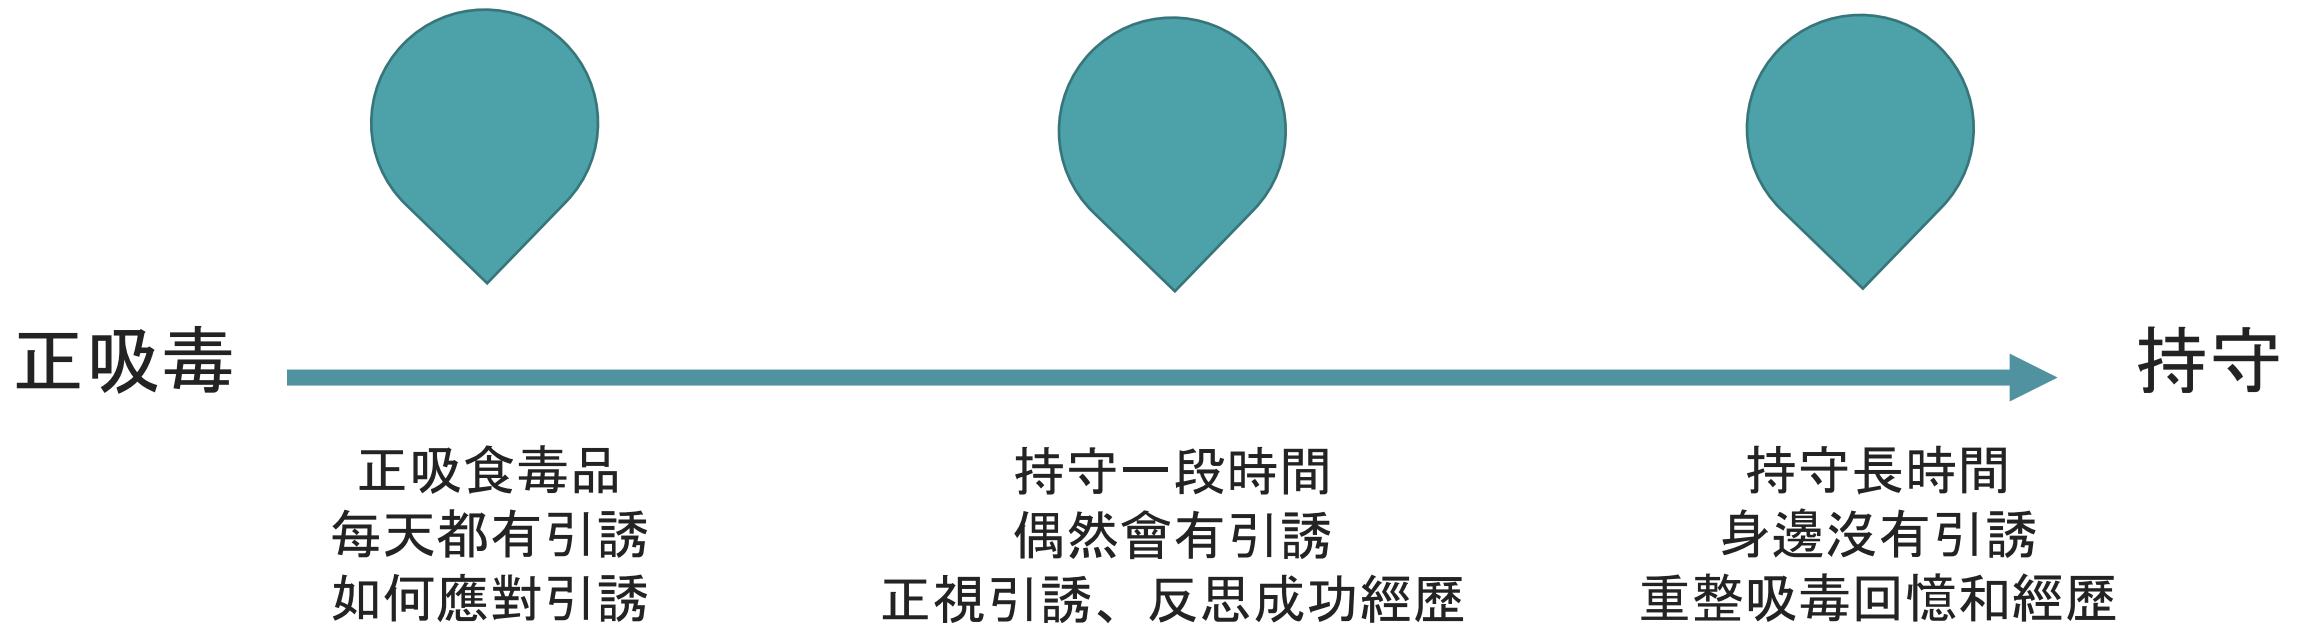 正吸毒
持守
正吸食毒品
每天都有引誘
如何應對引誘
持守一段時間
偶然會有引誘
正視引誘、反思成功經歷
持守長時間
身邊沒有引誘
重整吸毒回憶和經歷